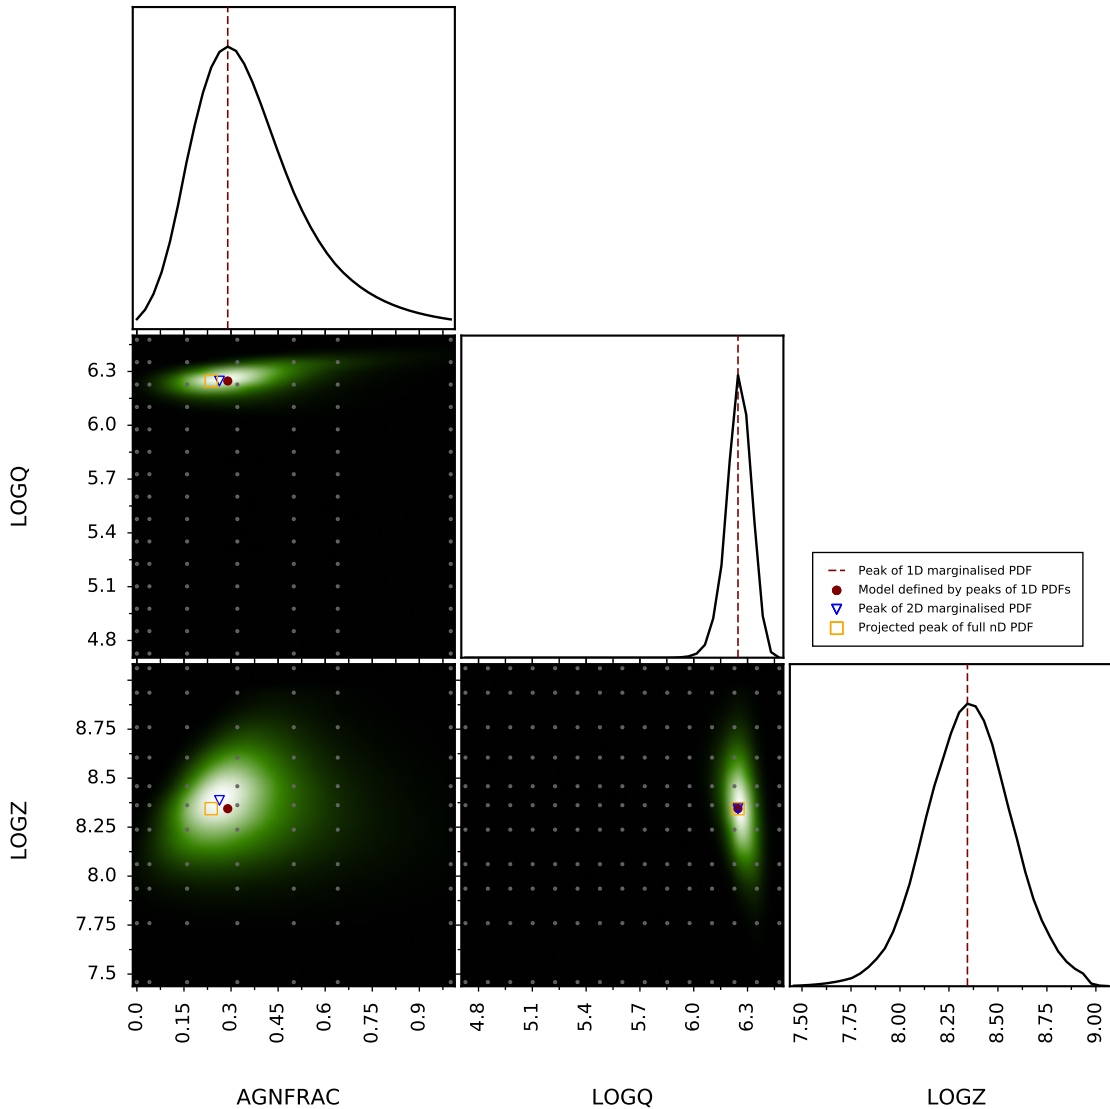 6.3
6.0
5.7
5.4
5.1
4.8
LOGQ
Peak of 1D marginalised PDF
Model defined by peaks of 1D PDFs
Peak of 2D marginalised PDF
Projected peak of full nD PDF
8.75
8.5
8.25
8.0
7.75
7.5
LOGZ
0.0 0.15 0.3 0.45 0.6 0.75 0.9
4.8 5.1 5.4 5.7 6.0 6.3
7.50 7.75 8.00 8.25 8.50 8.75 9.00
AGNFRAC
LOGQ
LOGZ